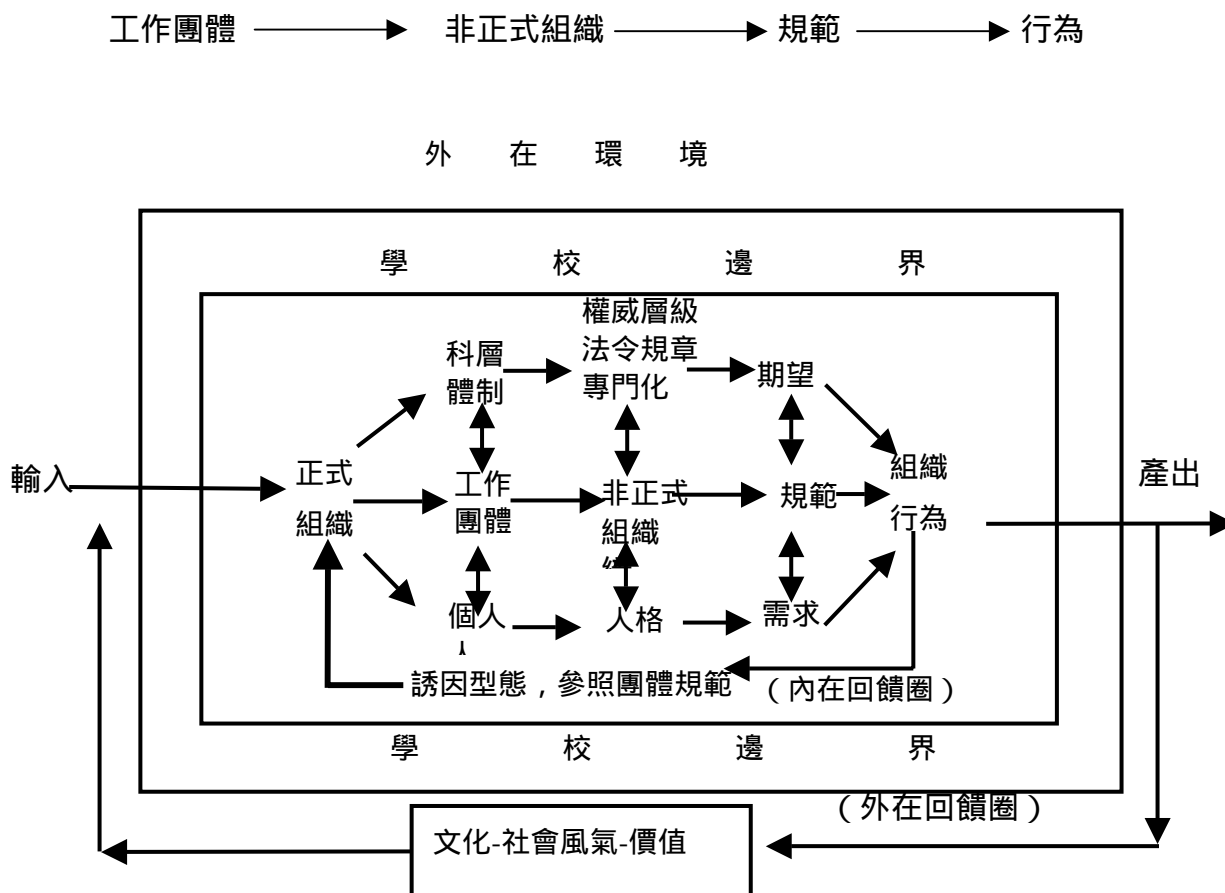 工作團體 非正式組織 規範 行為
外 在 環 境
學 校 邊 界
權威層級
法令規章
專門化
科層
體制
期望
輸入
正式
組織
工作
團體
非正式
組織
規範
組織
行為
產出
個人
人格
需求
誘因型態，參照團體規範
（內在回饋圈）
學 校 邊 界
（外在回饋圈）
文化-社會風氣-價值